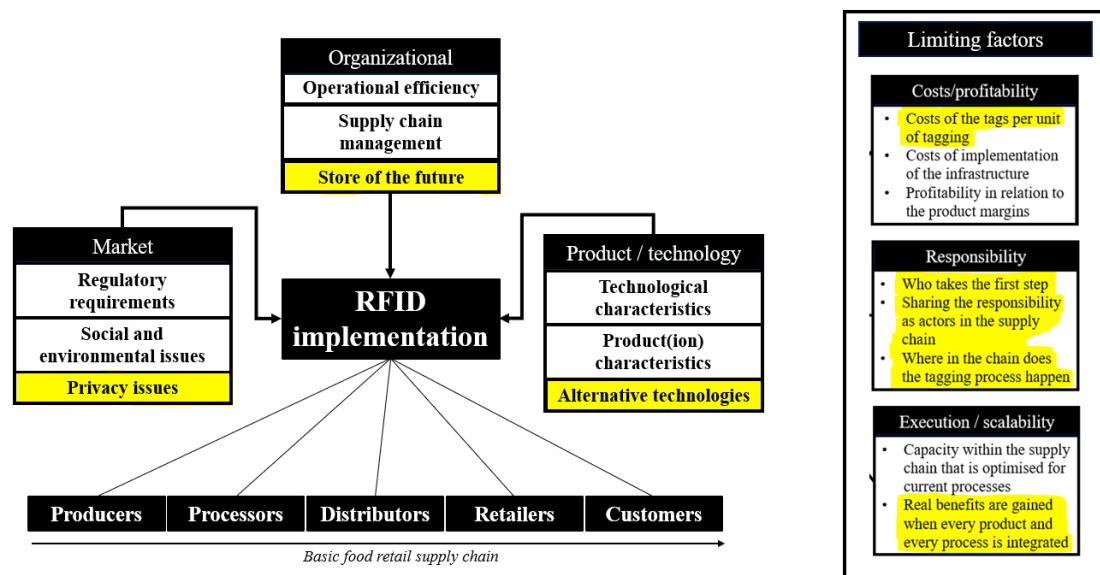 Organizational
Operational efficiency
Supply chain
management
Store of the future
Market
Regulatory
requirements
Social and
environmental issues
Privacy issues
RFID
implementation
Product / technology
Technological
characteristics
Product(ion)
characteristics
Alternative technologies
Producers
Processors
Distributors
Retailers
Customers
Basic food retail supply chain
Limiting factors
Costs/profitability
• Costs of the tags per unit
of tagging
• Costs of implementation
of the infrastructure
• Profitability in relation to
the product margins
Responsibility
• Who takes the first step
• Sharing the responsibility
as actors in the supply
chain
• Where in the chain does
the tagging process happen
Execution / scalability
• Capacity within the supply
chain that is optimised for
current processes
• Real benefits are gained
when every product and
every process is integrated